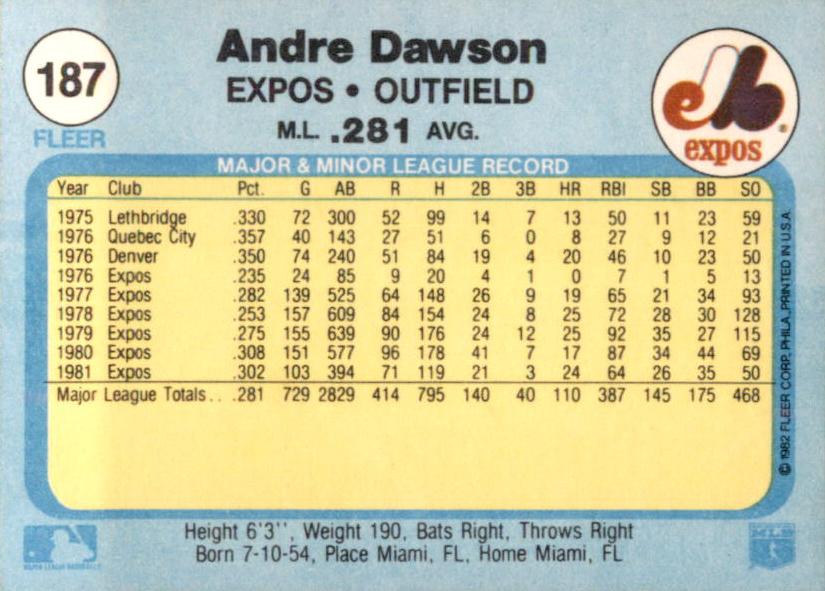 187
FLEER
Andre Dawson
EXPOS • OUTFIELD
M.L. .281 AVG.
expos
MAJOR & MINOR LEAGUE RECORD
Year Club Pct. G AB R H 2B 3B HR RBI SB BB SO
1975 Lethbridge .330 72 300 52 99 14 7 13 50 11 23 59
1976 Quebec City .357 40 143 27 51 6 0 8 27 9 12 21
1976 Denver .350 74 240 51 84 19 4 20 46 10 23 50
1976 Expos .235 24 85 9 20 4 1 0 7 1 5 13
1977 Expos .282 139 525 64 148 26 9 19 65 21 34 93
1978 Expos .253 157 609 84 154 24 8 25 72 28 30 128
1979 Expos .275 155 639 90 176 24 12 25 92 35 27 115
1980 Expos .308 151 577 96 178 41 7 17 87 34 44 69
1981 Expos .302 103 394 71 119 21 3 24 64 26 35 50
Major League Totals . . .281 729 2829 414 795 140 40 110 387 145 175 468
© 1982 FLEER CORP. PHILA. PRINTED IN U.S.A.
Height 6'3'', Weight 190, Bats Right, Throws Right
Born 7-10-54, Place Miami, FL, Home Miami, FL
MAJOR LEAGUE BASEBALL